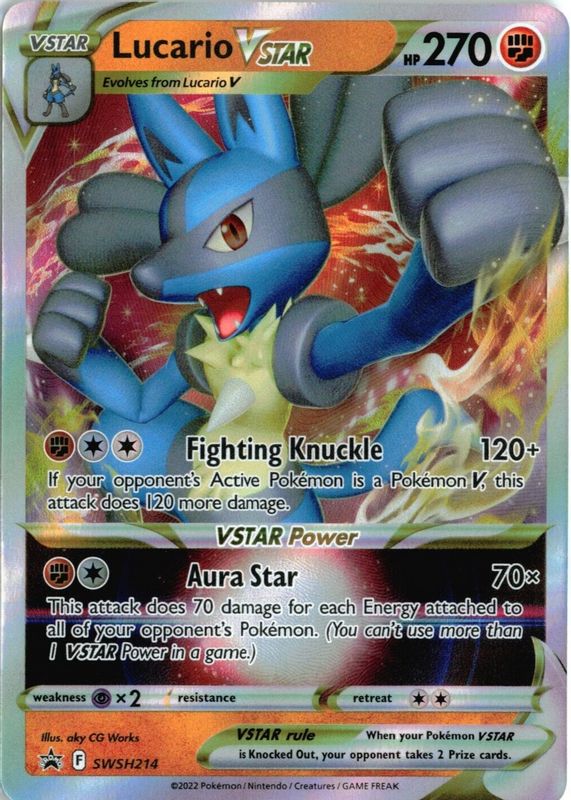 VSTAR
Lucario VSTAR
HP 270
Evolves from Lucario V
Fighting Knuckle 120+
If your opponent's Active Pokémon is a Pokémon V, this
attack does 120 more damage.
VSTAR Power
Aura Star 70×
This attack does 70 damage for each Energy attached to
all of your opponent's Pokémon. (You can't use more than
1 VSTAR Power in a game.)
weakness ×2 resistance retreat
Illus. aky CG Works
VSTAR rule When your Pokémon VSTAR
is Knocked Out, your opponent takes 2 Prize cards.
F SWSH214
©2022 Pokémon / Nintendo / Creatures / GAME FREAK